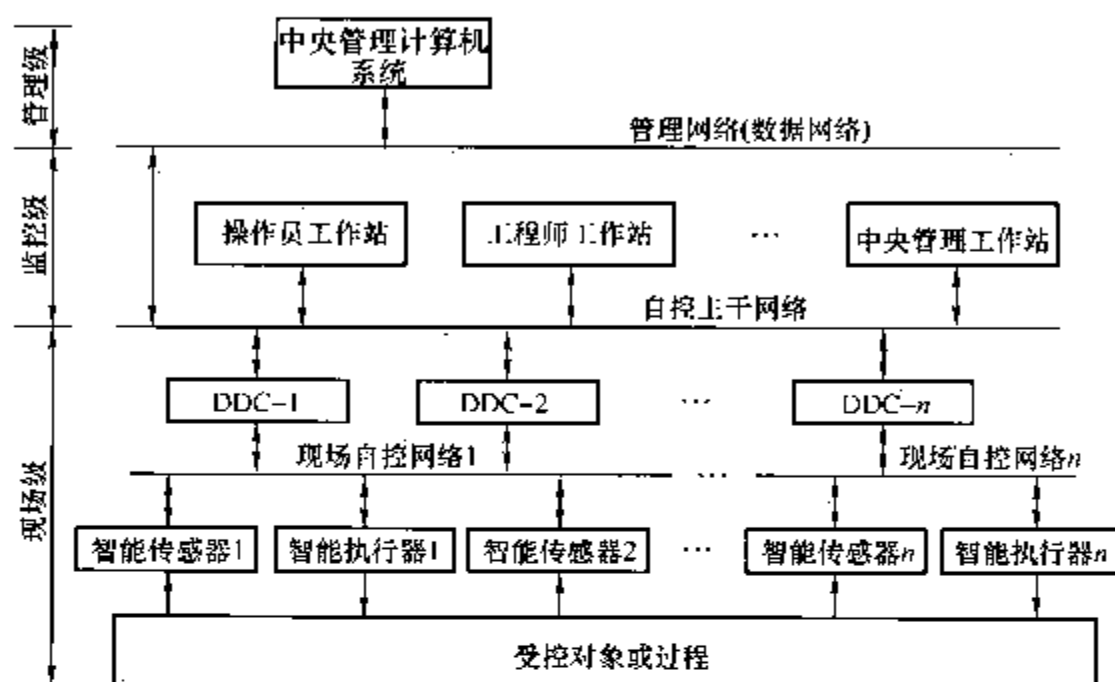 中央管理计算机
系统
管理级
管理网络(数据网络)
监控级
操作员工作站
工程师工作站
…
中央管理工作站
自控主干网络
现场级
DDC-1
DDC-2
…
DDC-n
现场自控网络1
…
现场自控网络n
智能传感器1
智能执行器1
智能传感器2
…
智能传感器n
智能执行器n
受控对象或过程